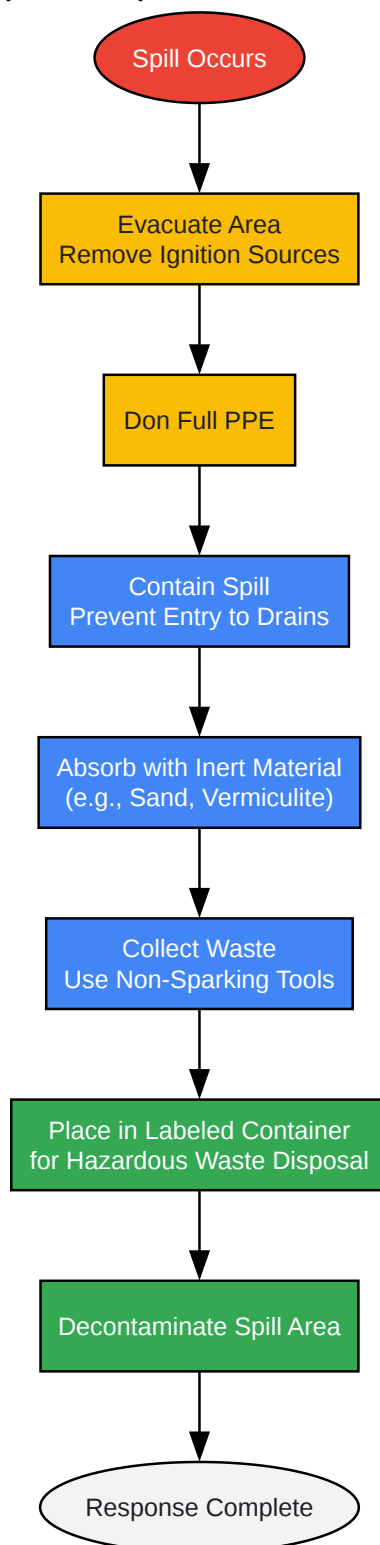 Spill Occurs
Evacuate Area
Remove Ignition Sources
Don Full PPE
Contain Spill
Prevent Entry to Drains
Absorb with Inert Material
(e.g., Sand, Vermiculite)
Collect Waste
Use Non-Sparking Tools
Place in Labeled Container
for Hazardous Waste Disposal
Decontaminate Spill Area
Response Complete